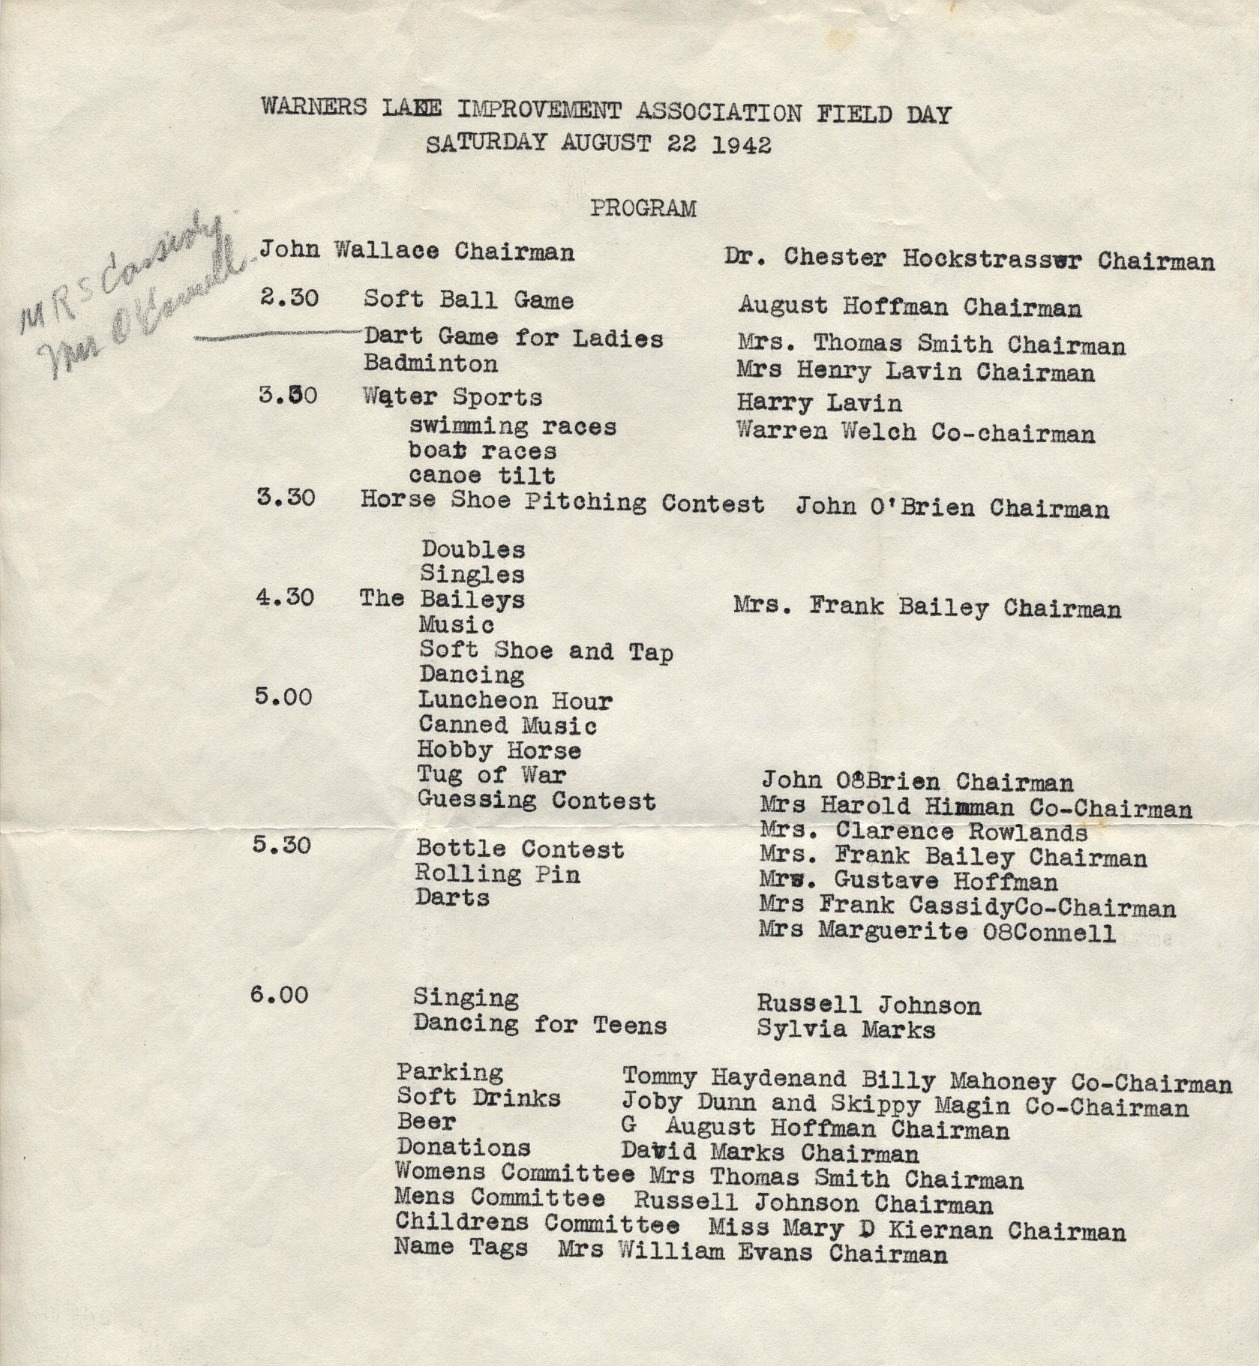 WARNERS LAKE IMPROVEMENT ASSOCIATION FIELD DAY
SATURDAY AUGUST 22 1942
PROGRAM
MRS Cassidy
Mrs O'Connell
John Wallace Chairman Dr. Chester Hockstrasser Chairman
2.30 Soft Ball Game August Hoffman Chairman
Dart Game for Ladies Mrs. Thomas Smith Chairman
Badminton Mrs Henry Lavin Chairman
3.30 Water Sports Harry Lavin
swimming races Warren Welch Co-chairman
boat races
canoe tilt
3.30 Horse Shoe Pitching Contest John O'Brien Chairman
Doubles
Singles
4.30 The Baileys Mrs. Frank Bailey Chairman
Music
Soft Shoe and Tap
Dancing
5.00 Luncheon Hour
Canned Music
Hobby Horse
Tug of War John O8Brien Chairman
Guessing Contest Mrs Harold Hinman Co-Chairman
Mrs. Clarence Rowlands
5.30 Bottle Contest Mrs. Frank Bailey Chairman
Rolling Pin Mrs. Gustave Hoffman
Darts Mrs Frank CassidyCo-Chairman
Mrs Marguerite O8Connell
6.00 Singing Russell Johnson
Dancing for Teens Sylvia Marks
Parking Tommy Haydenand Billy Mahoney Co-Chairman
Soft Drinks Joby Dunn and Skippy Magin Co-Chairman
Beer G August Hoffman Chairman
Donations David Marks Chairman
Womens Committee Mrs Thomas Smith Chairman
Mens Committee Russell Johnson Chairman
Childrens Committee Miss Mary D Kiernan Chairman
Name Tags Mrs William Evans Chairman